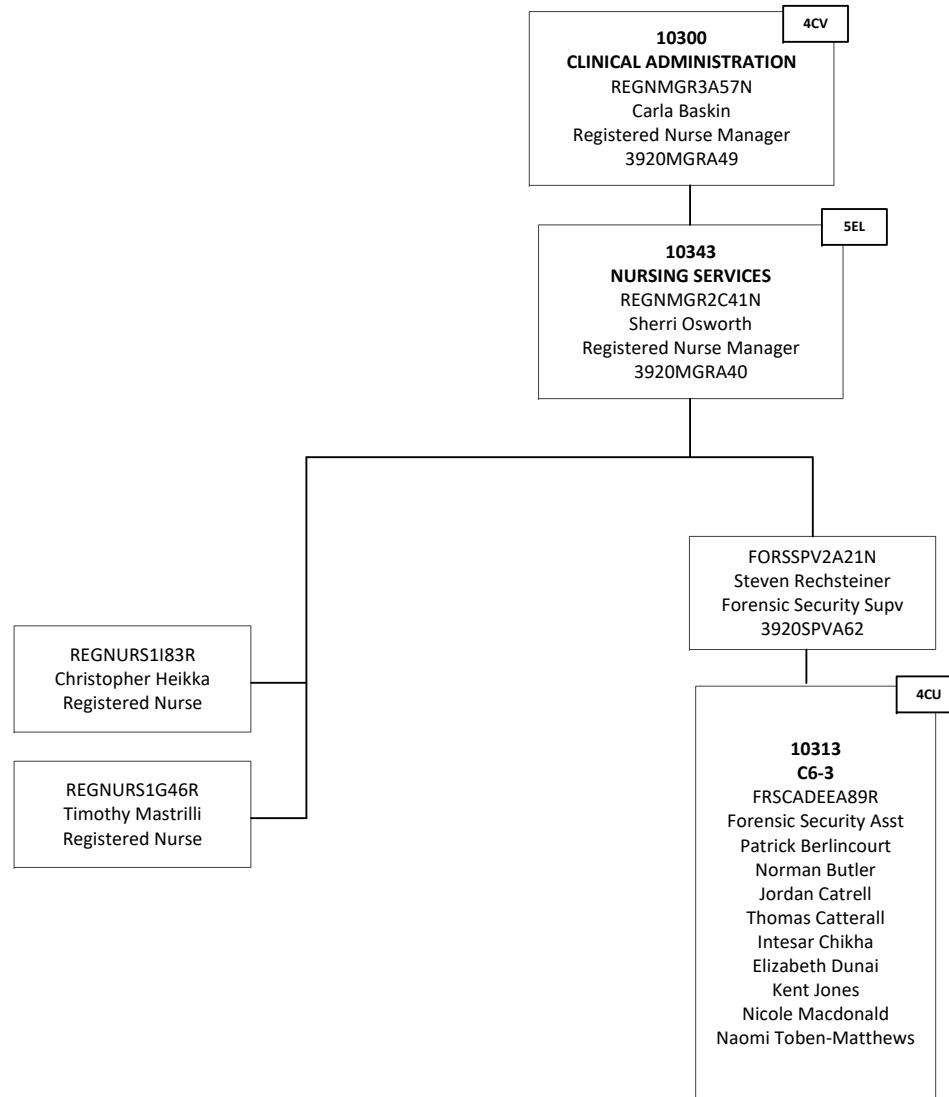 4CV
10300
CLINICAL ADMINISTRATION
REGNMGR3A57N
Carla Baskin
Registered Nurse Manager
3920MGRA49
5EL
10343
NURSING SERVICES
REGNMGR2C41N
Sherri Osworth
Registered Nurse Manager
3920MGRA40
REGNURS1I83R
Christopher Heikka
Registered Nurse
REGNURS1G46R
Timothy Mastrilli
Registered Nurse
FORSSPV2A21N
Steven Rechsteiner
Forensic Security Supv
3920SPVA62
4CU
10313
C6-3
FRSCADEEA89R
Forensic Security Asst
Patrick Berlincourt
Norman Butler
Jordan Catrell
Thomas Catterall
Intesar Chikha
Elizabeth Dunai
Kent Jones
Nicole Macdonald
Naomi Toben-Matthews